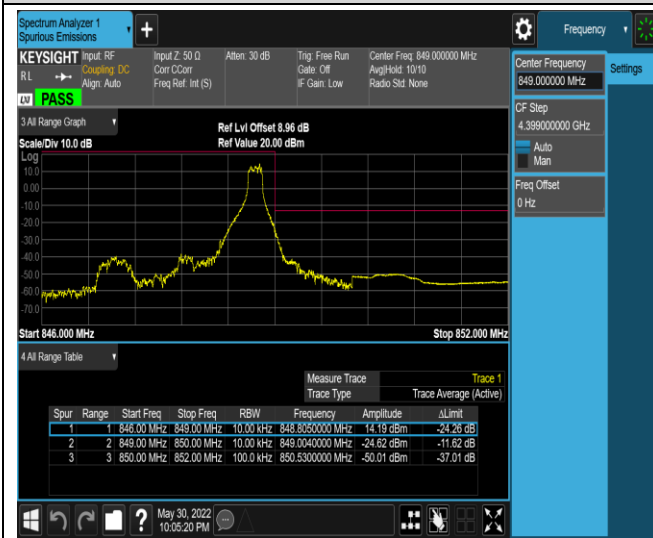 Spectrum Analyzer 1
Spurious Emissions
+
Frequency
KEYSIGHT Input: RF Input Z: 50 Ω Atten: 30 dB Trig: Free Run Center Freq: 849.000000 MHz
RL Coupling: DC Corr CCorr Gate: Off Avg|Hold: 10/10
Align: Auto Freq Ref: Int (S) IF Gain: Low Radio Std: None
LXI PASS
Center Frequency
849.000000 MHz
Settings
CF Step
4.399000000 GHz
Auto
Man
Freq Offset
0 Hz
3 All Range Graph
Ref Lvl Offset 8.96 dB
Scale/Div 10.0 dB Ref Value 20.00 dBm
Log
10.0
0.00
-10.0
-20.0
-30.0
-40.0
-50.0
-60.0
-70.0
Start 846.000 MHz Stop 852.000 MHz
4 All Range Table
Measure Trace Trace 1
Trace Type Trace Average (Active)
Spur Range Start Freq Stop Freq RBW Frequency Amplitude ΔLimit
1 1 846.00 MHz 849.00 MHz 10.00 kHz 848.8050000 MHz 14.19 dBm -24.26 dB
2 2 849.00 MHz 850.00 MHz 10.00 kHz 849.0040000 MHz -24.62 dBm -11.62 dB
3 3 850.00 MHz 852.00 MHz 100.0 kHz 850.5300000 MHz -50.01 dBm -37.01 dB
? May 30, 2022
10:05:20 PM